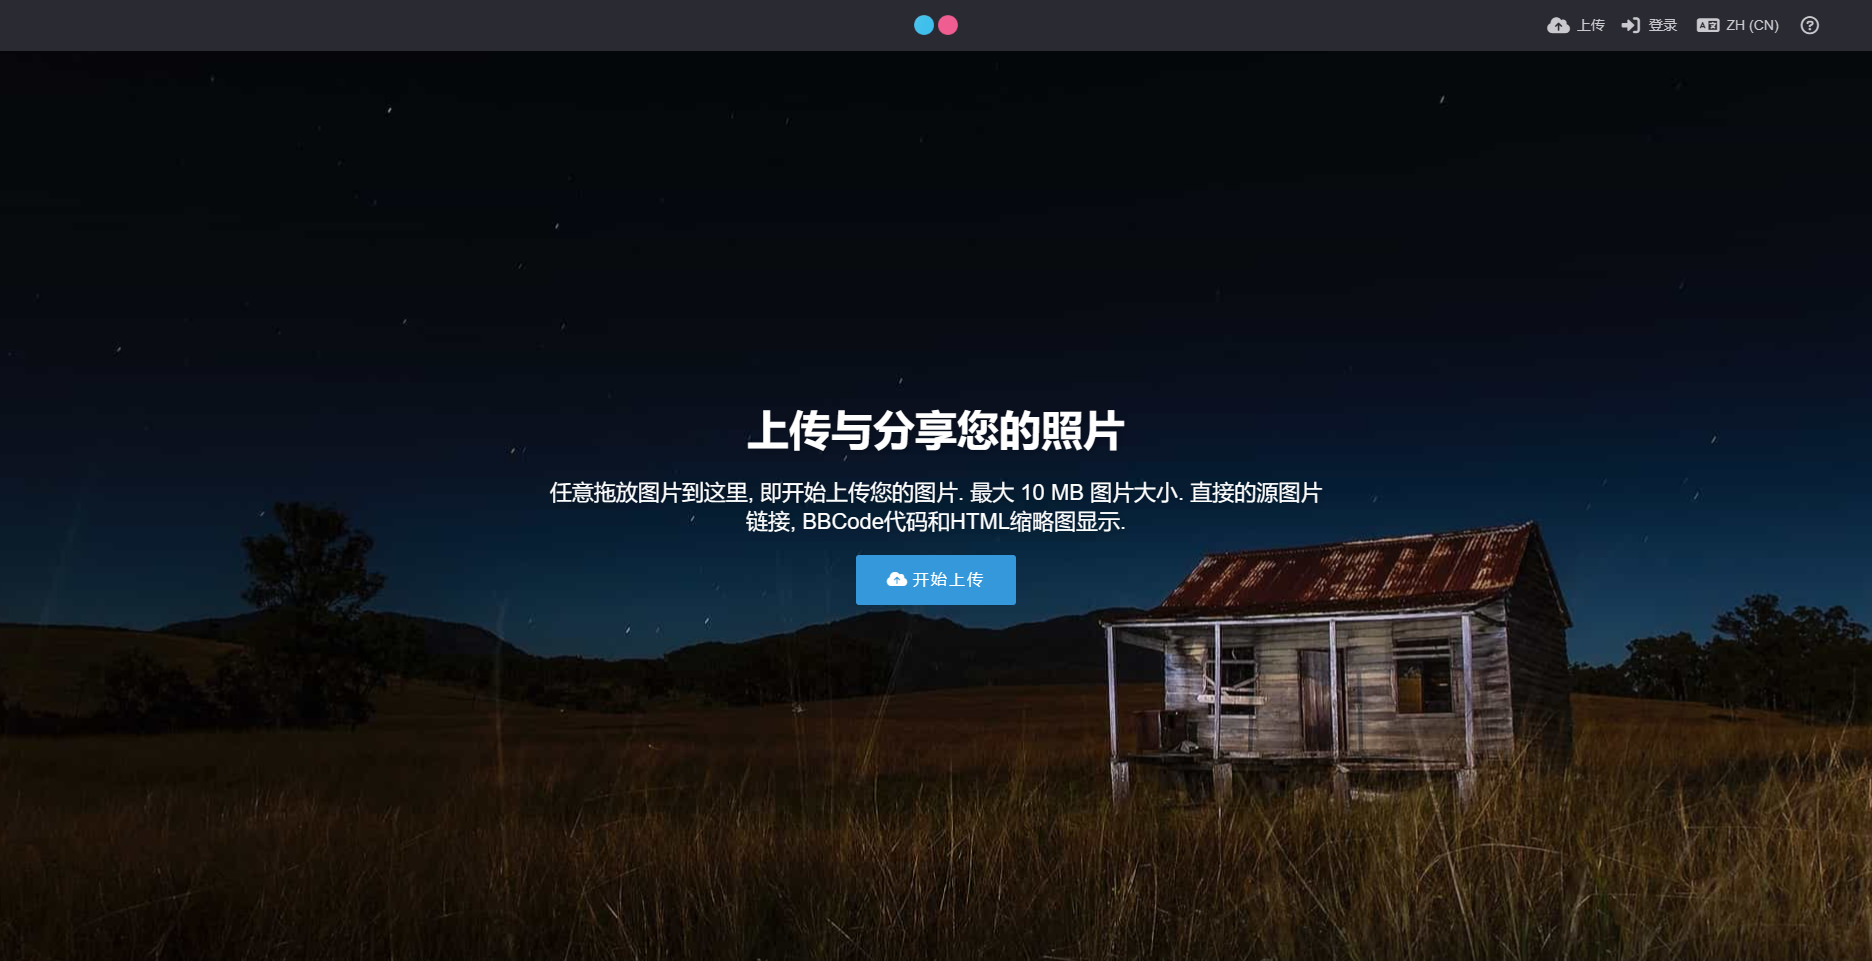 上传
登录
ZH (CN)
上传与分享您的照片
任意拖放图片到这里, 即开始上传您的图片. 最大 10 MB 图片大小. 直接的源图片
链接, BBCode代码和HTML缩略图显示.
开始上传